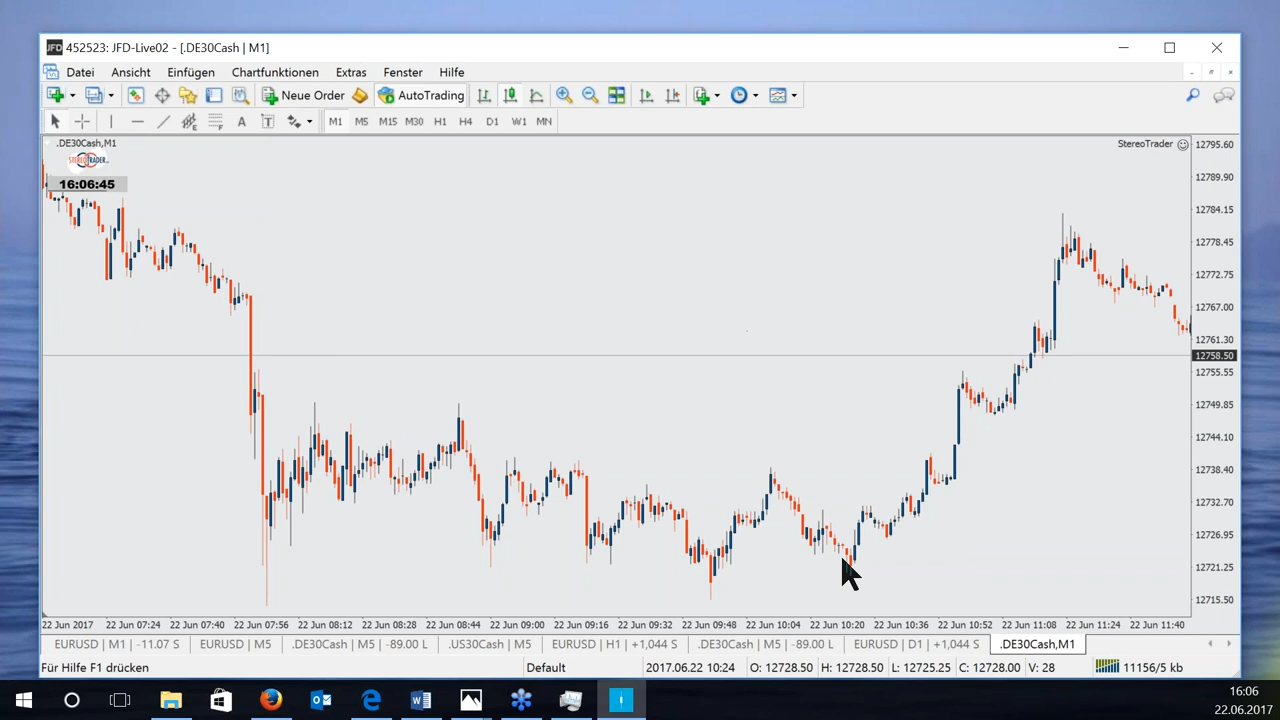 452523: JFD-Live02 - [.DE30Cash | M1]
Datei Ansicht Einfügen Chartfunktionen Extras Fenster Hilfe
New Order AutoTrading
A T M1 M5 M15 M30 H1 H4 D1 W1 MN
.DE30Cash,M1 StereoTrader
STEREOTRADER
16:06:45
12795.60
12789.90
12784.15
12778.45
12772.75
12767.00
12761.30
12758.50
12755.55
12749.85
12744.10
12738.40
12732.70
12726.95
12721.25
12715.50
22 Jun 2017 22 Jun 07:24 22 Jun 07:40 22 Jun 07:56 22 Jun 08:12 22 Jun 08:28 22 Jun 08:44 22 Jun 09:00 22 Jun 09:16 22 Jun 09:32 22 Jun 09:48 22 Jun 10:04 22 Jun 10:20 22 Jun 10:36 22 Jun 10:52 22 Jun 11:08 22 Jun 11:24 22 Jun 11:40
EURUSD | M1 | -11.07 S EURUSD | M5 .DE30Cash | M5 | -89.00 L .US30Cash | M5 EURUSD | H1 | +1,044 S .DE30Cash | M5 | -89.00 L EURUSD | D1 | +1,044 S .DE30Cash,M1
Für Hilfe F1 drücken Default 2017.06.22 10:24 O: 12728.50 H: 12728.50 L: 12725.25 C: 12728.00 V: 28 11156/5 kb
16:06
22.06.2017